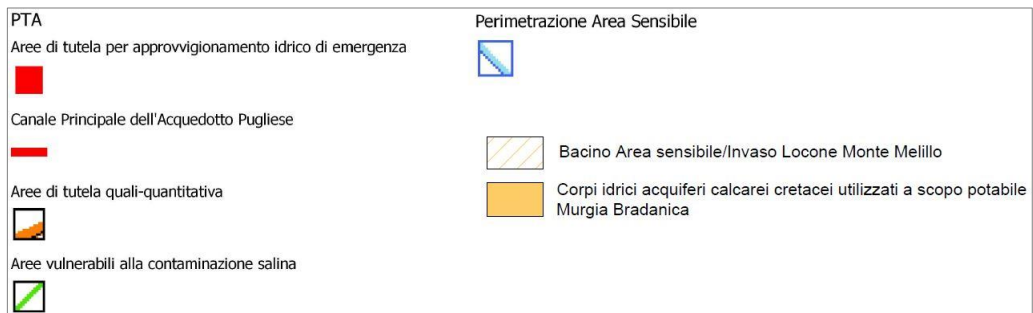 PTA
Aree di tutela per approvvigionamento idrico di emergenza
Canale Principale dell'Acquedotto Pugliese
Aree di tutela quali-quantitativa
Aree vulnerabili alla contaminazione salina
Perimetrazione Area Sensibile
Bacino Area sensibile/Invaso Locone Monte Melillo
Corpi idrici acquiferi calcarei cretacei utilizzati a scopo potabile
Murgia Bradanica